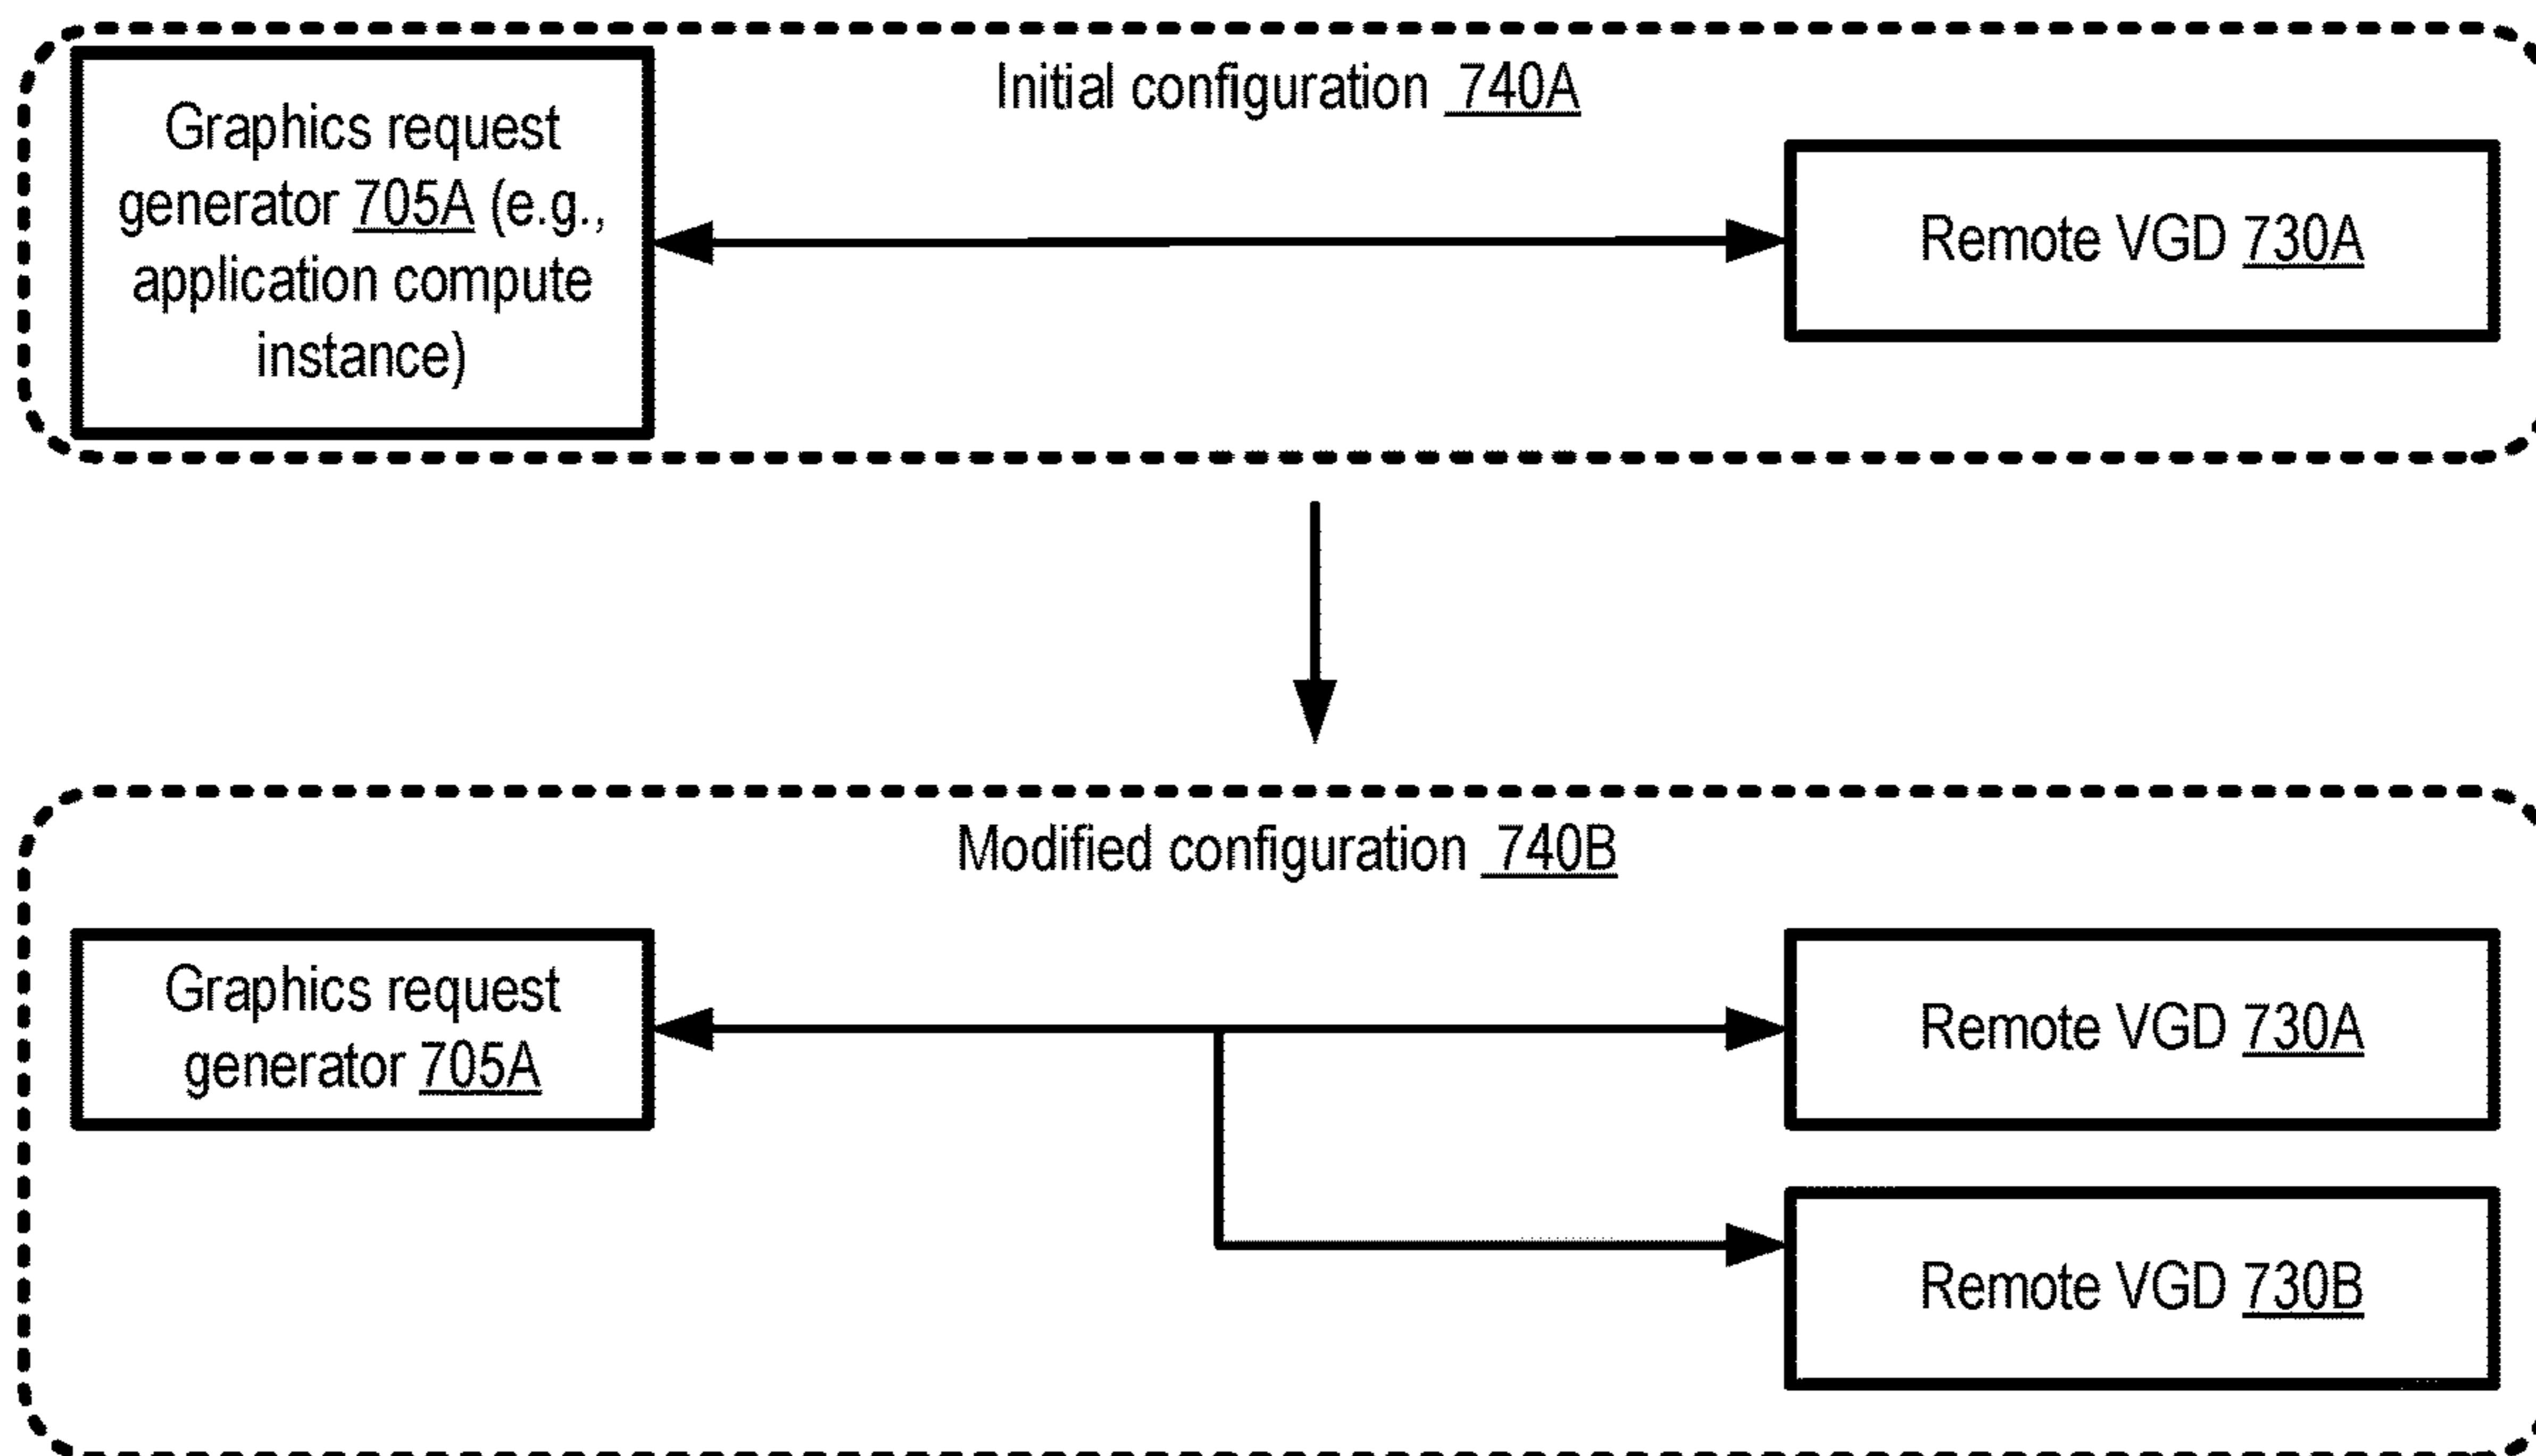 Initial configuration 740A
Graphics request
generator 705A (e.g.,
application compute
instance)
Remote VGD 730A
Modified configuration 740B
Graphics request
generator 705A
Remote VGD 730A
Remote VGD 730B